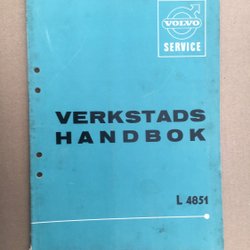 VOLVO
SERVICE
VERKSTADS
HANDBOK
L 4851